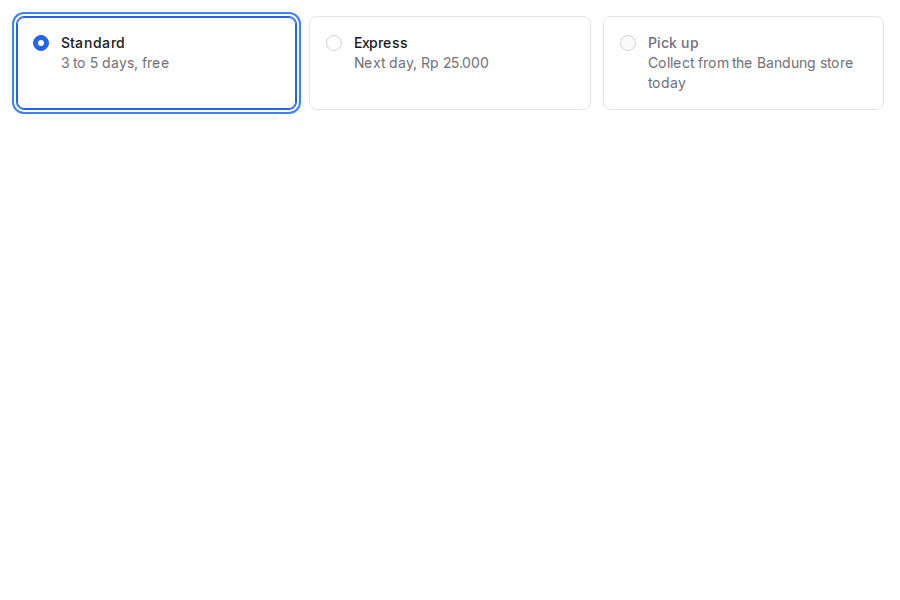 Standard
3 to 5 days, free
Express
Next day, Rp 25.000
Pick up
Collect from the Bandung store
today